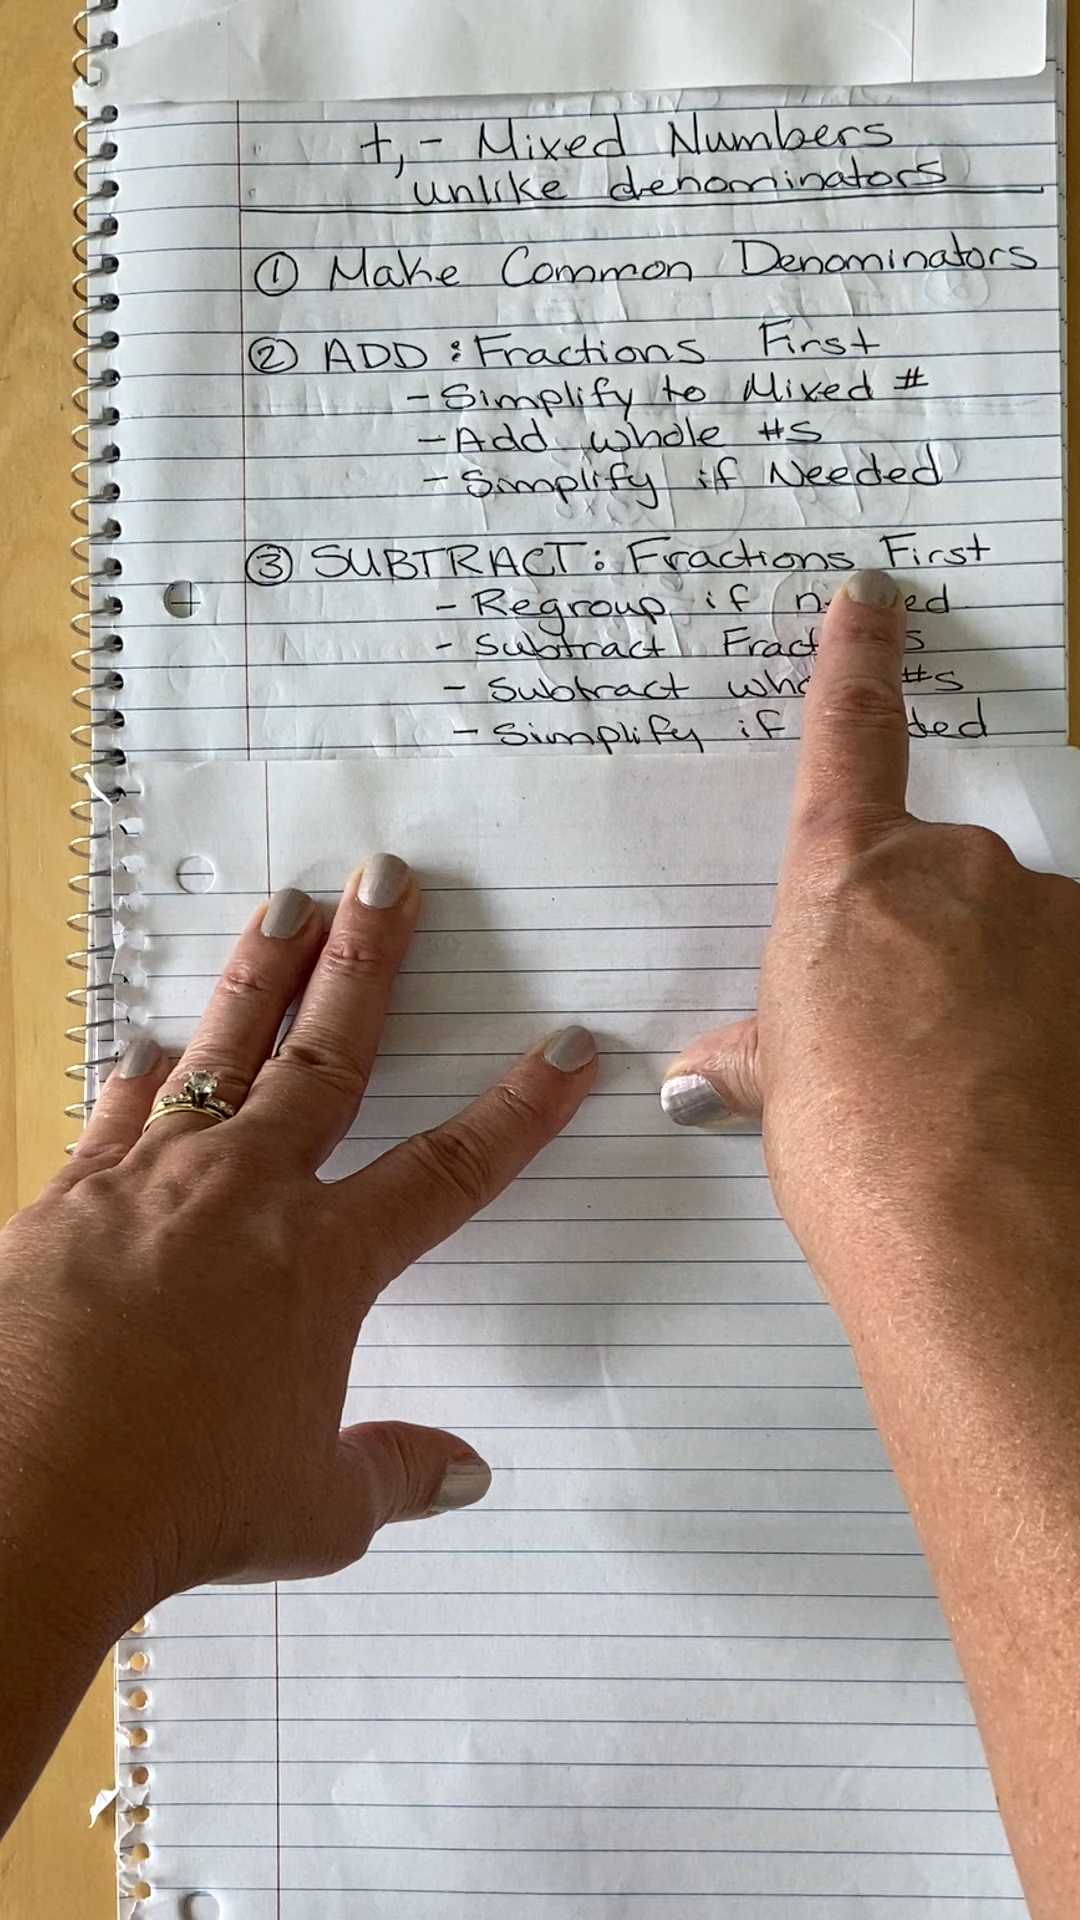 +, - Mixed Numbers
unlike denominators
① Make Common Denominators
② ADD : Fractions First
- Simplify to Mixed #
- Add whole #s
- Simplify if Needed
③ SUBTRACT: Fractions First
- Regroup if
- Subtract
- Subtract #s
- Simplify if